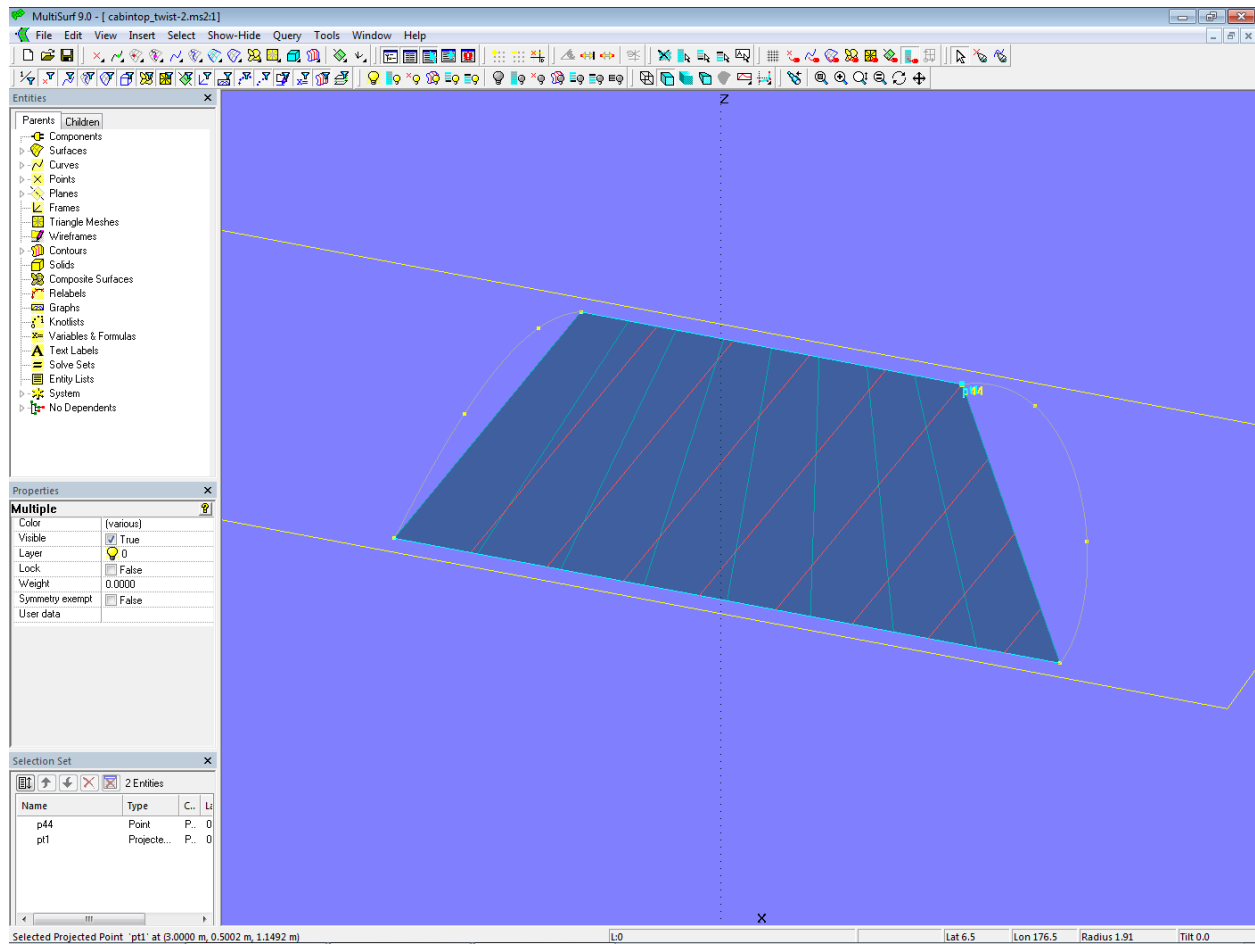 MultiSurf 9.0 - [ cabintop_twist-2.ms2:1]
File Edit View Insert Select Show-Hide Query Tools Window Help
Entities
Parents Children
Components
Surfaces
Curves
Points
Planes
Frames
Triangle Meshes
Wireframes
Contours
Solids
Composite Surfaces
Relabels
Graphs
Knotlists
Variables & Formulas
Text Labels
Solve Sets
Entity Lists
System
No Dependents
Properties
Multiple
Color (various)
Visible True
Layer 0
Lock False
Weight 0.0000
Symmetry exempt False
User data
Selection Set
2 Entities
Name Type C.. La
p44 Point P.. 0
pt1 Projecte... P.. 0
Z
X
Selected Projected Point 'pt1' at (3.0000 m, 0.5002 m, 1.1492 m) L:0 Lat 6.5 Lon 176.5 Radius 1.91 Tilt 0.0